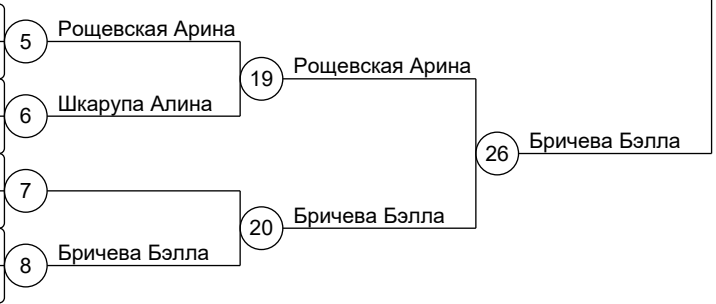 5
Рощевская Арина
19
Рощевская Арина
6
Шкарупа Алина
26
Бричева Бэлла
7
20
Бричева Бэлла
8
Бричева Бэлла